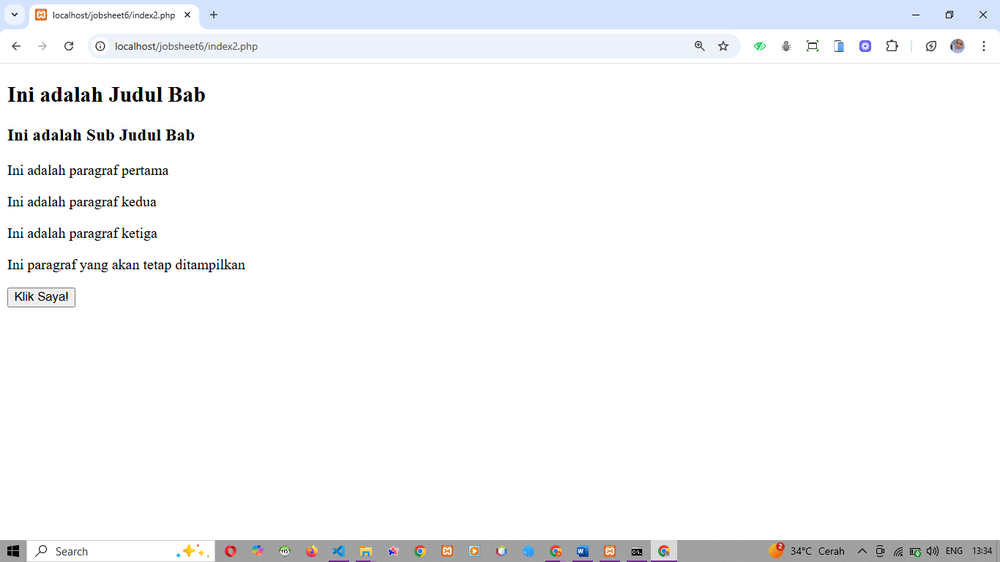 localhost/jobsheet6/index2.php
localhost/jobsheet6/index2.php
Ini adalah Judul Bab
Ini adalah Sub Judul Bab
Ini adalah paragraf pertama
Ini adalah paragraf kedua
Ini adalah paragraf ketiga
Ini paragraf yang akan tetap ditampilkan
Klik Saya!
Search
HS
W
C:\.
2
34°C Cerah
ENG
13:34